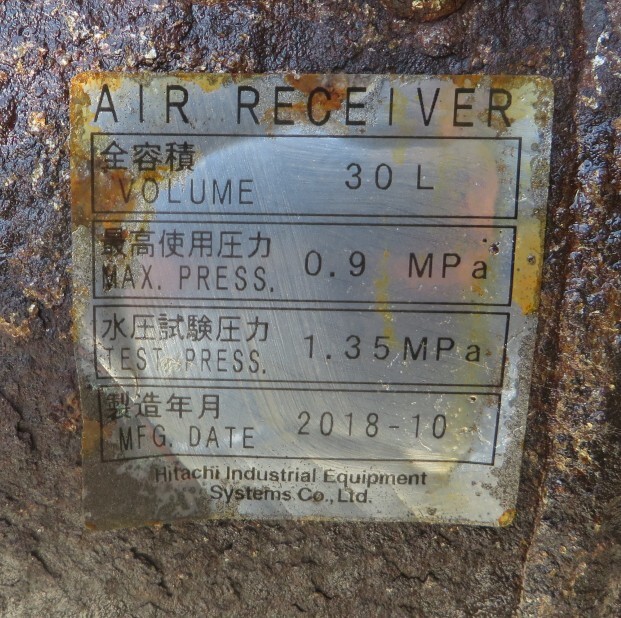 AIR RECEIVER
全容積
VOLUME 30 L
最高使用圧力
MAX. PRESS. 0.9 MPa
水圧試験圧力
TEST PRESS. 1.35 MPa
製造年月
MFG. DATE 2018-10
Hitachi Industrial Equipment
Systems Co., Ltd.